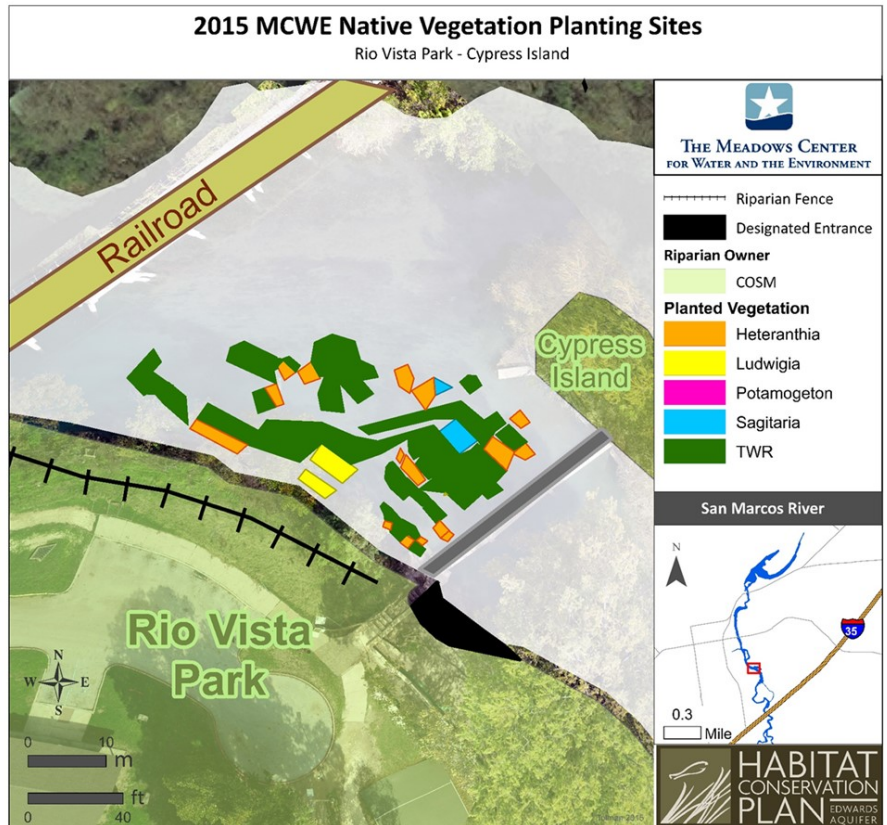 2015 MCWE Native Vegetation Planting Sites
Rio Vista Park - Cypress Island
Railroad
Cypress
Island
Rio Vista
Park
N
W E
S
0 10
m
ft
0 40
THE MEADOWS CENTER
FOR WATER AND THE ENVIRONMENT
Riparian Fence
Designated Entrance
Riparian Owner
COSM
Planted Vegetation
Heteranthia
Ludwigia
Potamogeton
Sagitaria
TWR
San Marcos River
N
35
0.3
Mile
HABITAT
CONSERVATION
PLAN
EDWARDS
AQUIFER